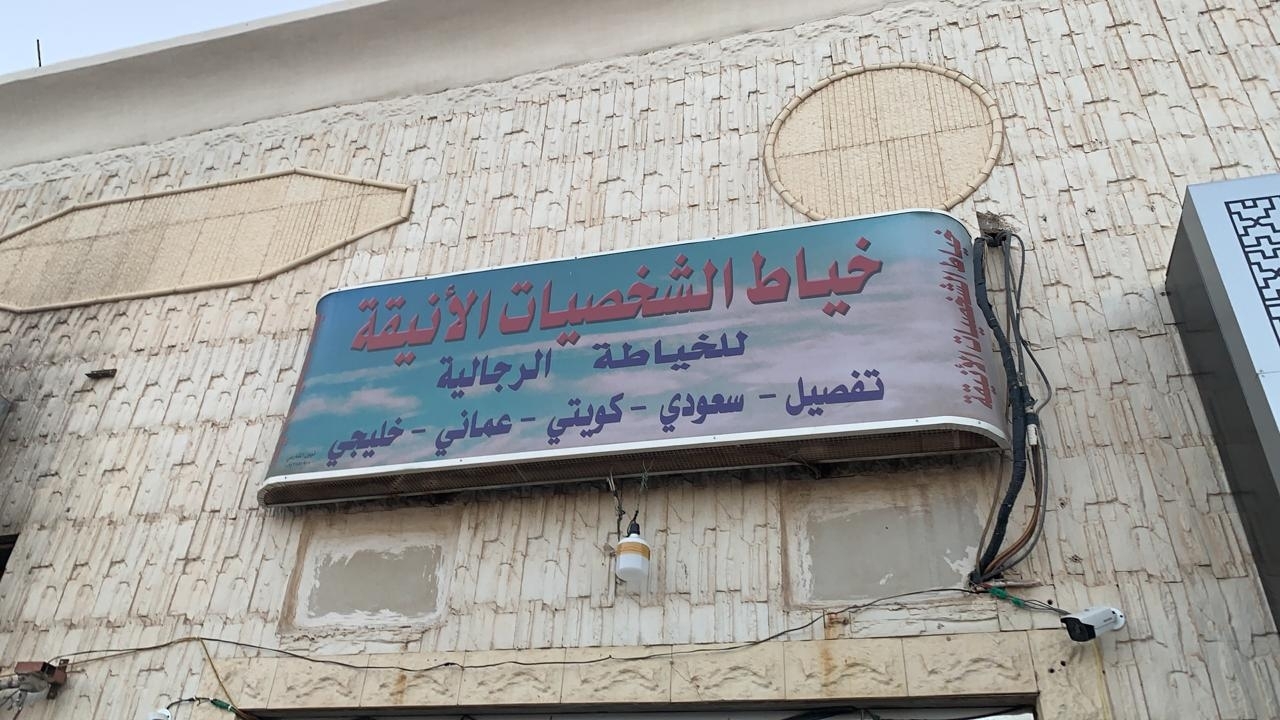 خياط الشخصيات الأنيقة
للخياطة الرجالية
تفصيل - سعودي - كويتي - عماني - خليجي
خياط الشخصيات الأنيقة